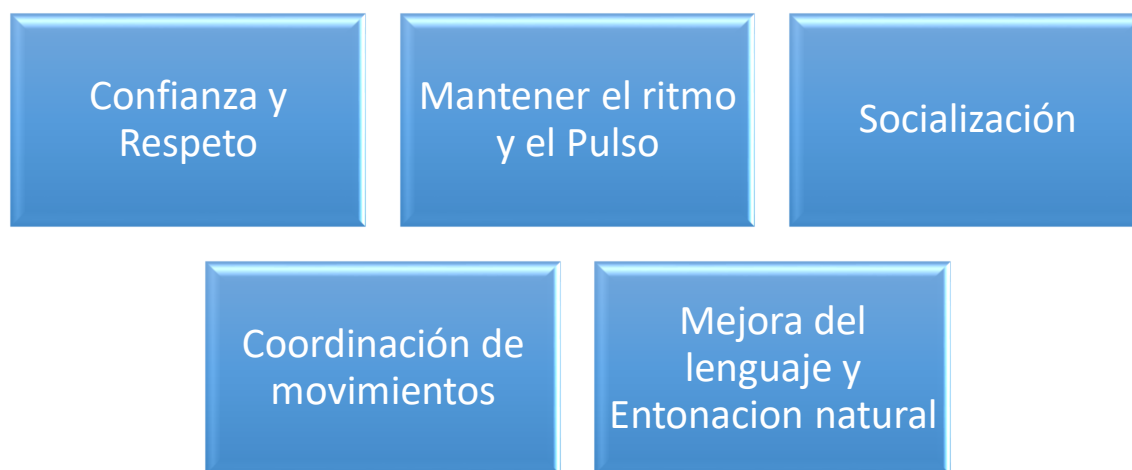 Confianza y
Respeto
Mantener el ritmo
y el Pulso
Socialización
Coordinación de
movimientos
Mejora del
lenguaje y
Entonacion natural